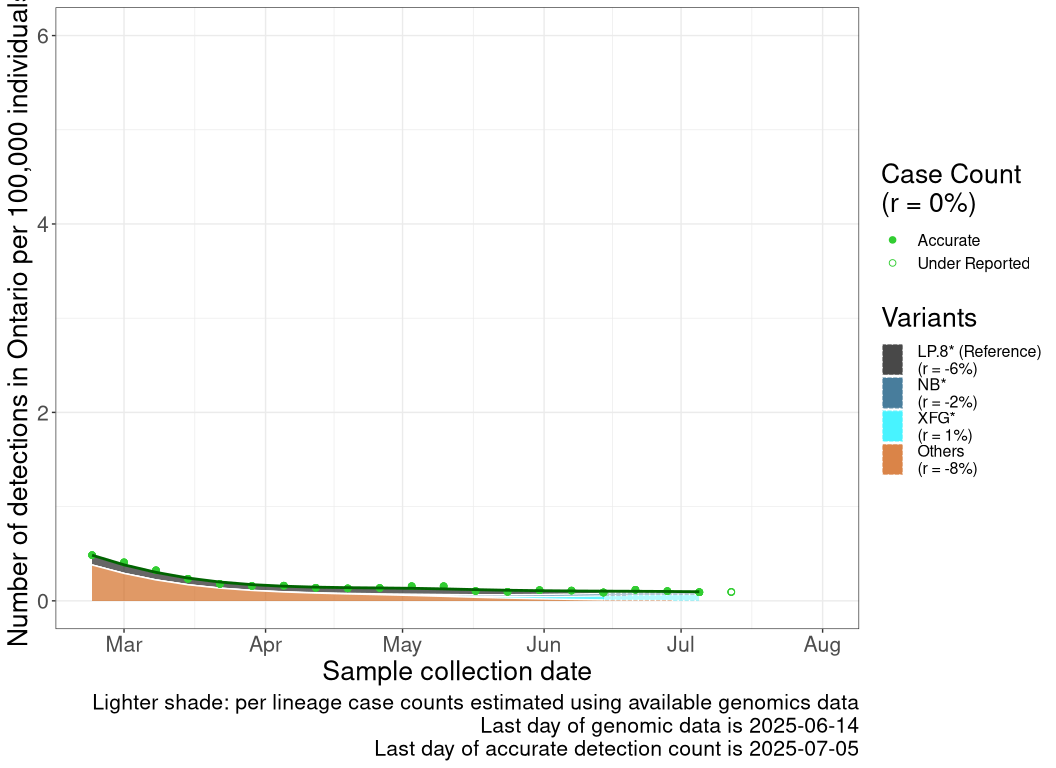 Number of detections in Ontario per 100,000 individuals
6
4
2
0
Mar Apr May Jun Jul Aug
Sample collection date
Lighter shade: per lineage case counts estimated using available genomics data
Last day of genomic data is 2025-06-14
Last day of accurate detection count is 2025-07-05
Case Count
(r = 0%)
Accurate
Under Reported
Variants
LP.8* (Reference)
(r = -6%)
NB*
(r = -2%)
XFG*
(r = 1%)
Others
(r = -8%)